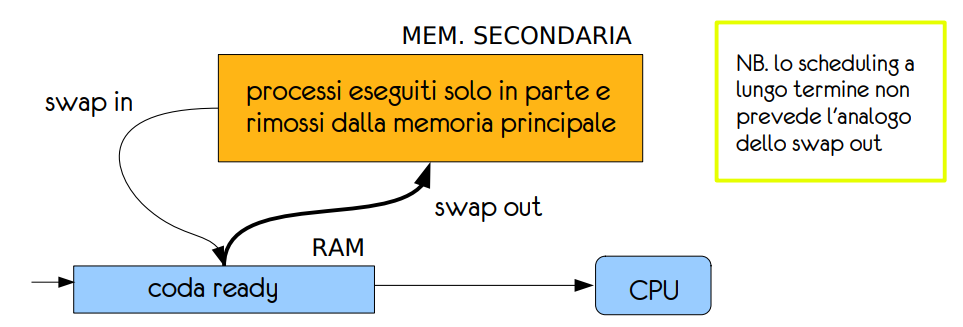 MEM. SECONDARIA
swap in
processi eseguiti solo in parte e
rimossi dalla memoria principale
NB. lo scheduling a
lungo termine non
prevede l'analogo
dello swap out
swap out
RAM
coda ready
CPU